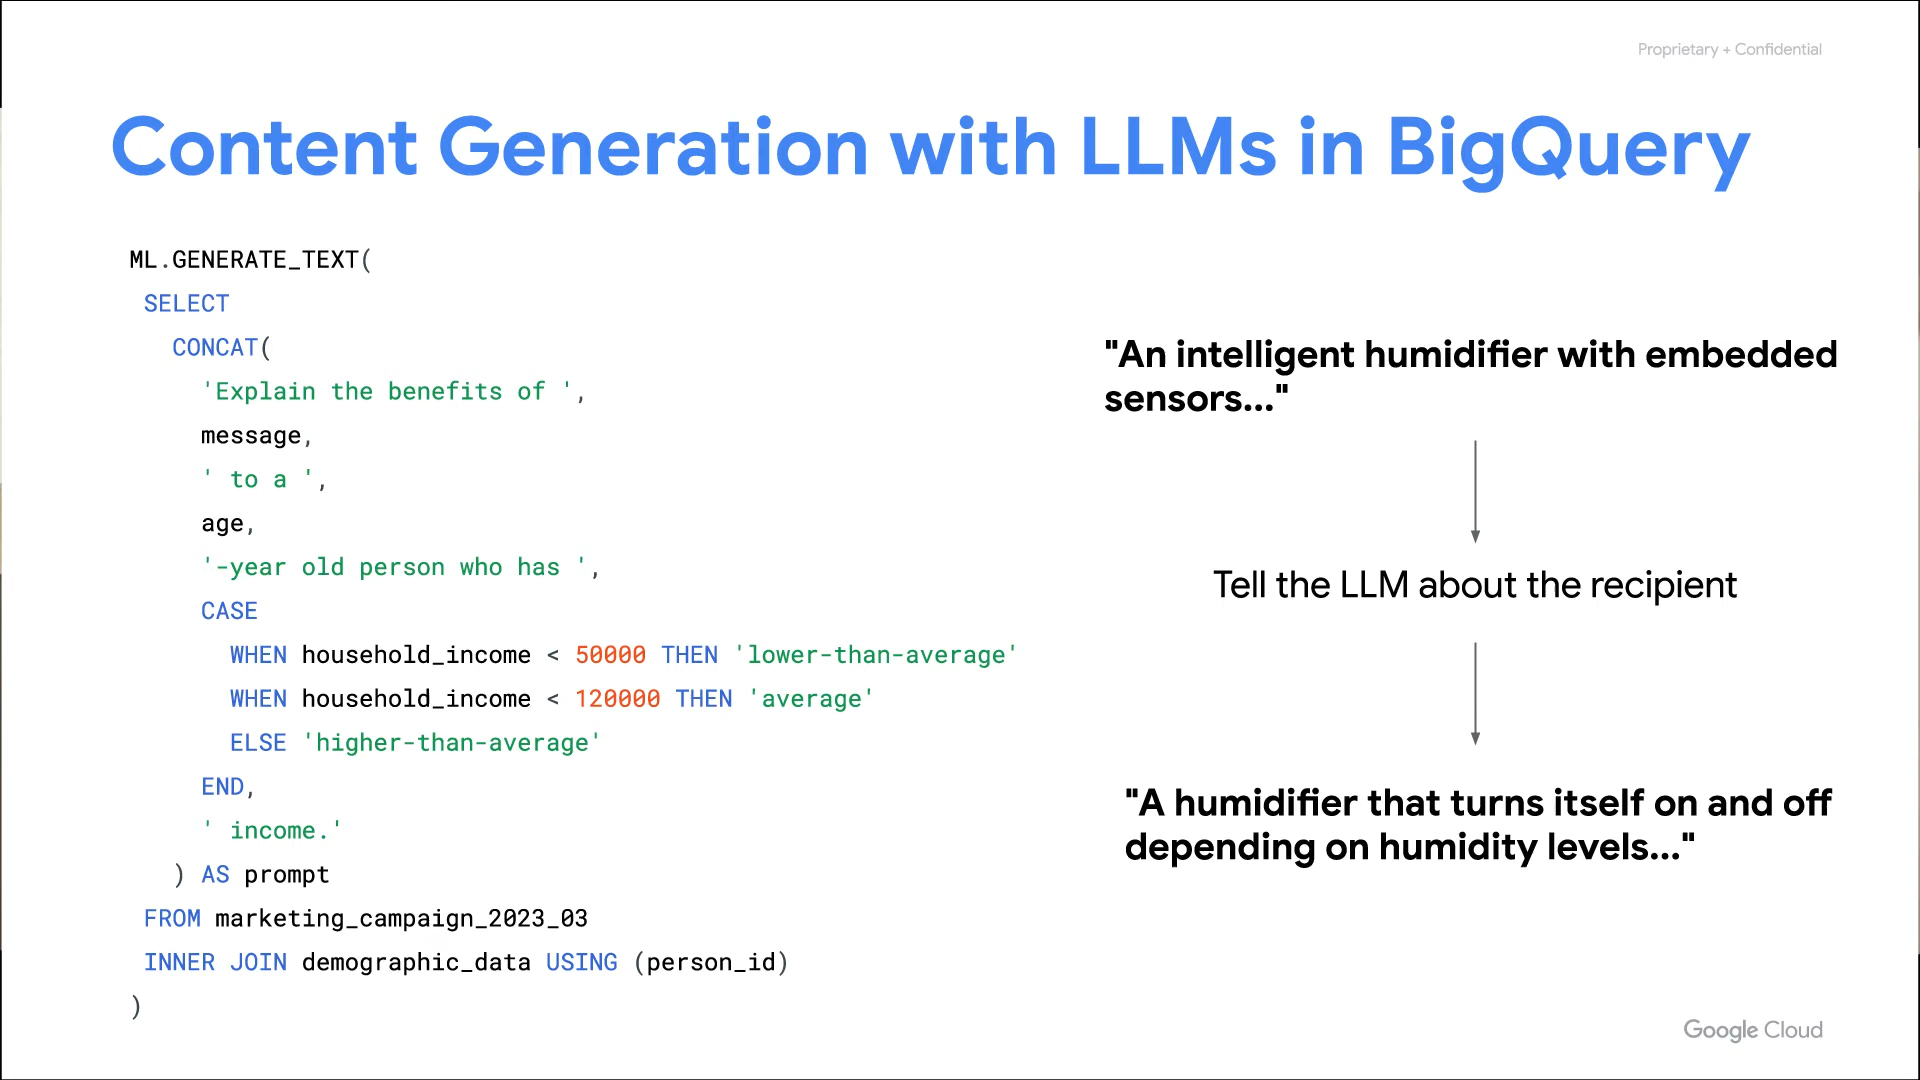 Proprietary + Confidential
Content Generation with LLMs in BigQuery
ML.GENERATE_TEXT(
SELECT
CONCAT(
'Explain the benefits of ',
message,
' to a ',
age,
'-year old person who has ',
CASE
WHEN household_income < 50000 THEN 'lower-than-average'
WHEN household_income < 120000 THEN 'average'
ELSE 'higher-than-average'
END,
' income.'
) AS prompt
FROM marketing_campaign_2023_03
INNER JOIN demographic_data USING (person_id)
)
"An intelligent humidifier with embedded
sensors..."
Tell the LLM about the recipient
"A humidifier that turns itself on and off
depending on humidity levels..."
Google Cloud